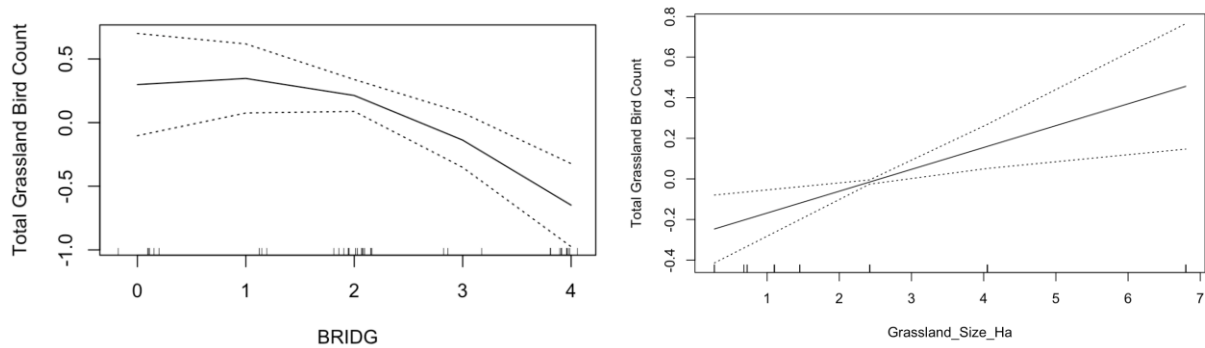 Total Grassland Bird Count
0.5
0.0
-0.5
-1.0
0 1 2 3 4
BRIDG
Total Grassland Bird Count
0.8
0.6
0.4
0.2
0.0
-0.2
-0.4
1 2 3 4 5 6 7
Grassland_Size_Ha